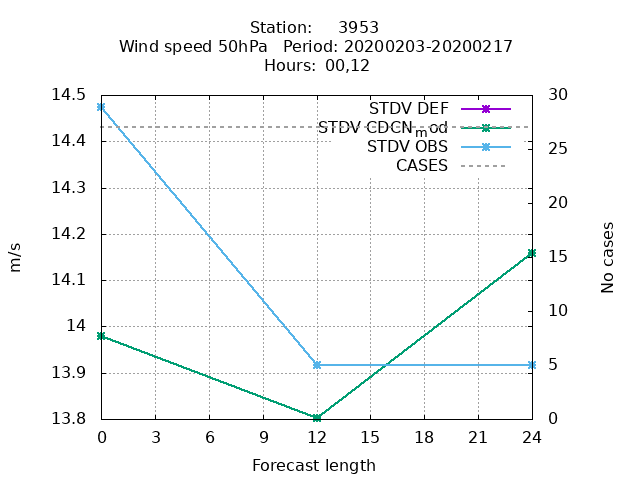 Station: 3953
Wind speed 50hPa Period: 20200203-20200217
Hours: 00,12
14.5
14.4
14.3
14.2
14.1
14
13.9
13.8
m/s
STDV DEF
STDV CDCNmod
STDV OBS
CASES
30
25
20
15
10
5
0
No cases
0 3 6 9 12 15 18 21 24
Forecast length